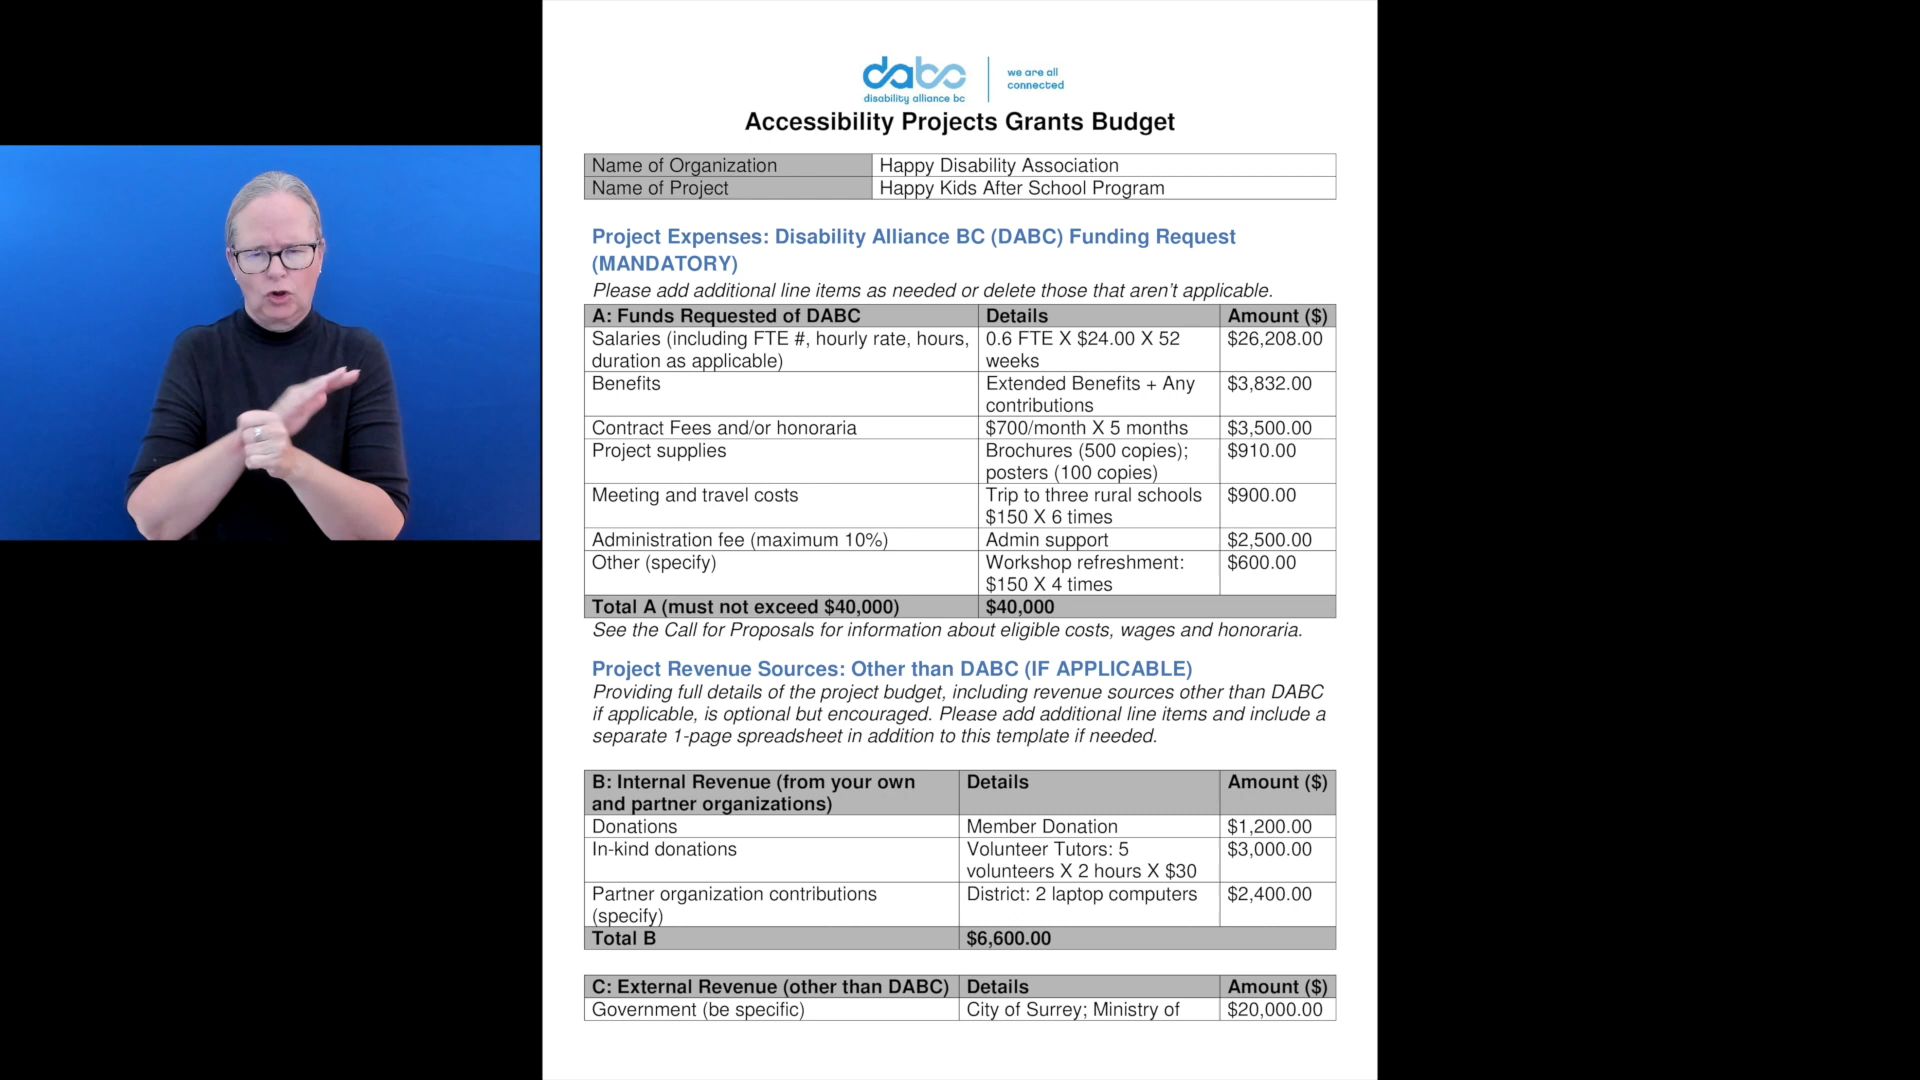 dabc
disability alliance bc
we are all
connected
Accessibility Projects Grants Budget
Name of Organization Happy Disability Association
Name of Project Happy Kids After School Program
Project Expenses: Disability Alliance BC (DABC) Funding Request
(MANDATORY)
Please add additional line items as needed or delete those that aren't applicable.
A: Funds Requested of DABC Details Amount ($)
Salaries (including FTE #, hourly rate, hours, 0.6 FTE X $24.00 X 52 $26,208.00
duration as applicable) weeks
Benefits Extended Benefits + Any $3,832.00
contributions
Contract Fees and/or honoraria $700/month X 5 months $3,500.00
Project supplies Brochures (500 copies); $910.00
posters (100 copies)
Meeting and travel costs Trip to three rural schools $900.00
$150 X 6 times
Administration fee (maximum 10%) Admin support $2,500.00
Other (specify) Workshop refreshment: $600.00
$150 X 4 times
Total A (must not exceed $40,000) $40,000
See the Call for Proposals for information about eligible costs, wages and honoraria.
Project Revenue Sources: Other than DABC (IF APPLICABLE)
Providing full details of the project budget, including revenue sources other than DABC
if applicable, is optional but encouraged. Please add additional line items and include a
separate 1-page spreadsheet in addition to this template if needed.
B: Internal Revenue (from your own Details Amount ($)
and partner organizations)
Donations Member Donation $1,200.00
In-kind donations Volunteer Tutors: 5 $3,000.00
volunteers X 2 hours X $30
Partner organization contributions District: 2 laptop computers $2,400.00
(specify)
Total B $6,600.00
C: External Revenue (other than DABC) Details Amount ($)
Government (be specific) City of Surrey; Ministry of $20,000.00